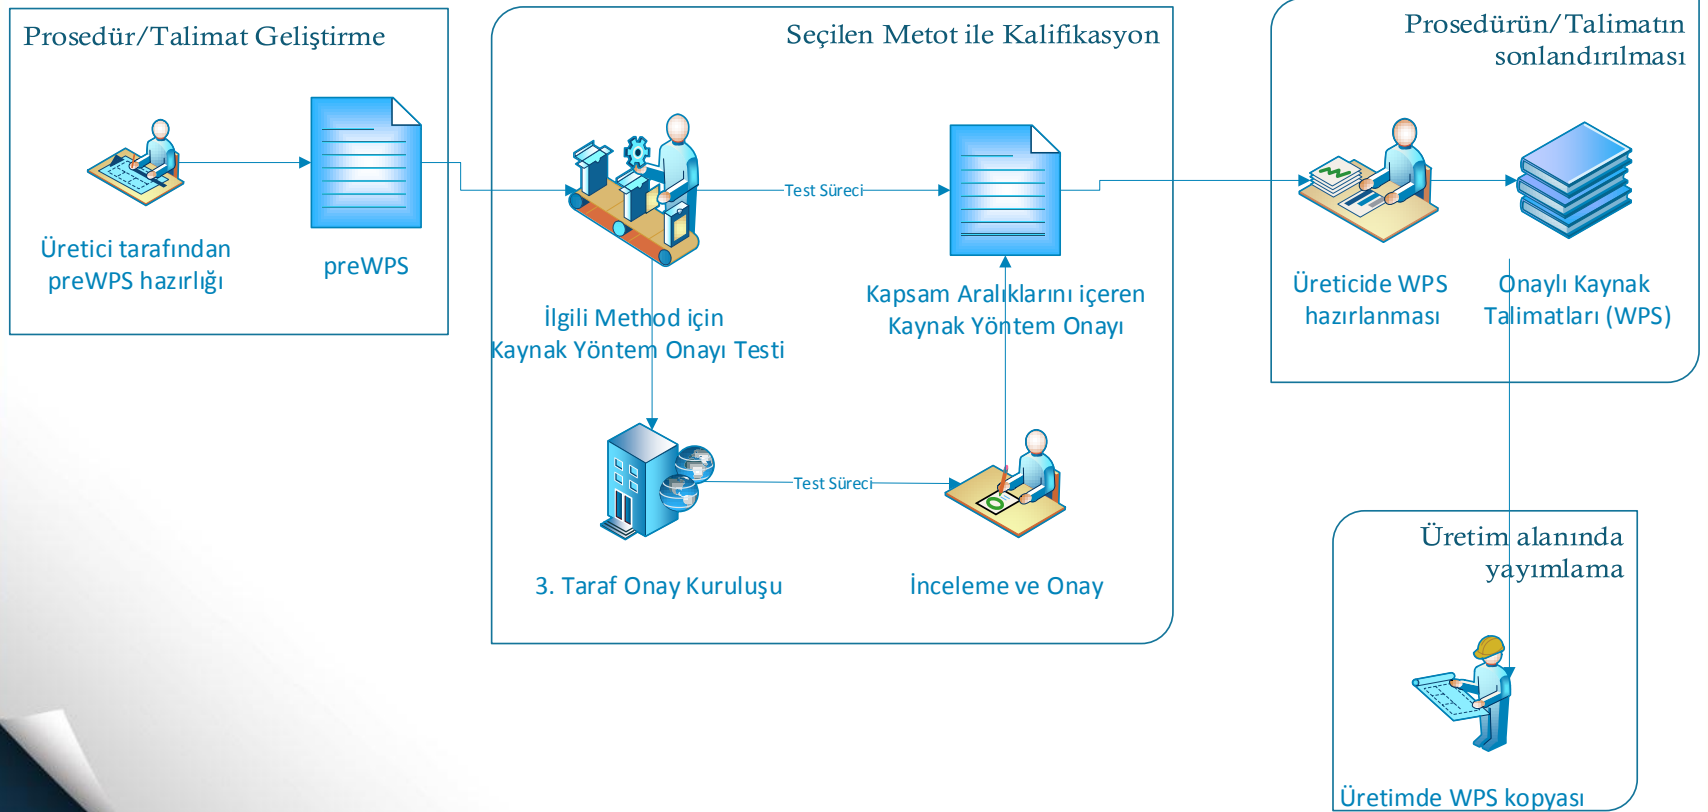 Prosedür/Talimat Geliştirme
Üretici tarafından
preWPS hazırlığı
preWPS
Seçilen Metot ile Kalifikasyon
Test Süreci
İlgili Method için
Kaynak Yöntem Onayı Testi
Kapsam Aralıklarını içeren
Kaynak Yöntem Onayı
Test Süreci
3. Taraf Onay Kuruluşu
İnceleme ve Onay
Prosedürün/Talimatın
sonlandırılması
Üreticide WPS
hazırlanması
Onaylı Kaynak
Talimatları (WPS)
Üretim alanında
yayımlama
Üretimde WPS kopyası